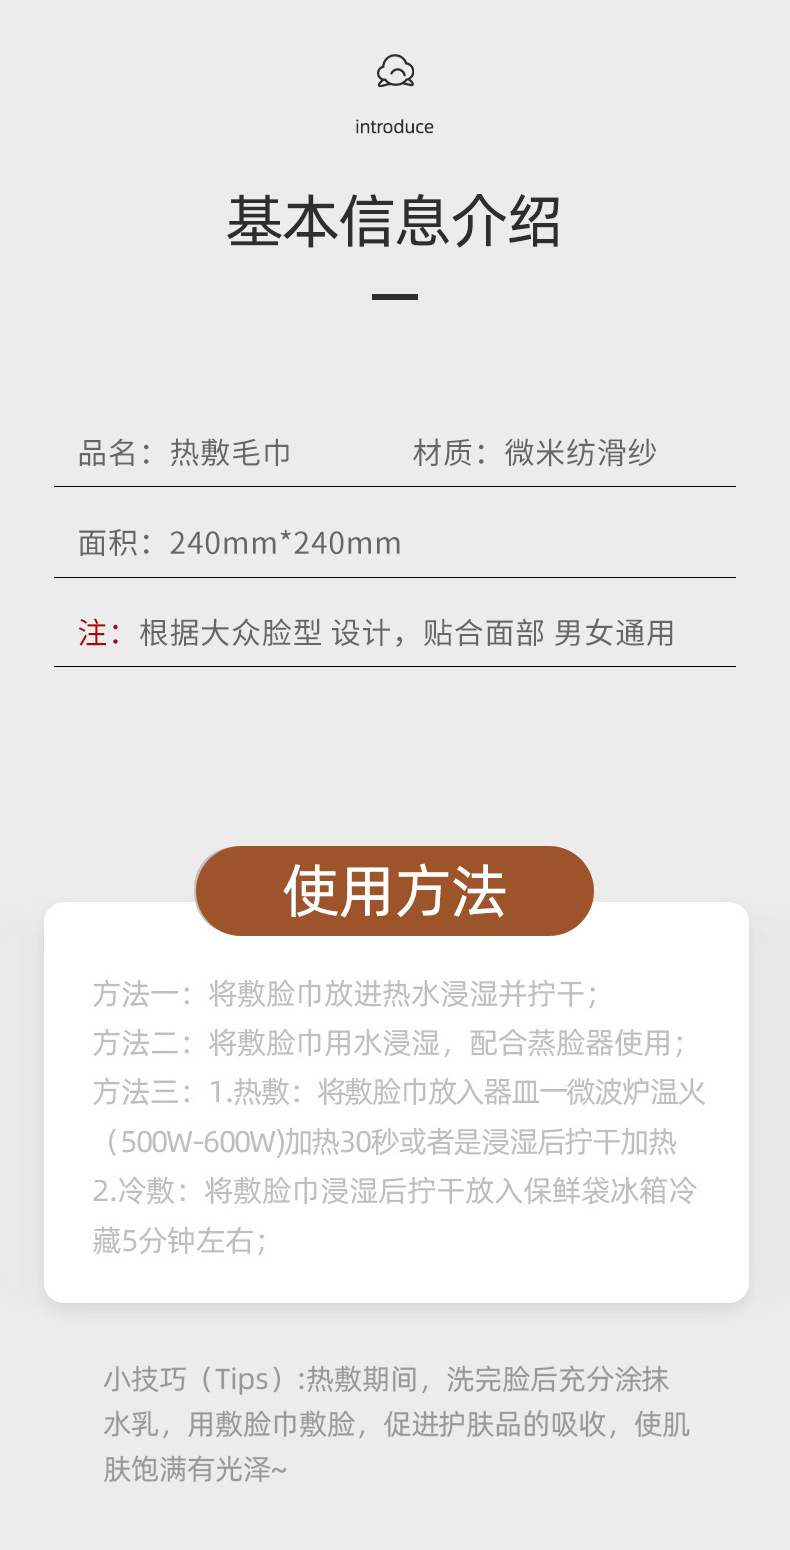 introduce
基本信息介绍
品名：热敷毛巾 材质：微米纺滑纱
面积：240mm*240mm
注：根据大众脸型 设计，贴合面部 男女通用
使用方法
方法一：将敷脸巾放进热水浸湿并拧干；
方法二：将敷脸巾用水浸湿，配合蒸脸器使用；
方法三：1.热敷：将敷脸巾放入器皿一微波炉温火
（500W-600W)加热30秒或者是浸湿后拧干加热
2.冷敷：将敷脸巾浸湿后拧干放入保鲜袋冰箱冷
藏5分钟左右；
小技巧（Tips）:热敷期间，洗完脸后充分涂抹
水乳，用敷脸巾敷脸，促进护肤品的吸收，使肌
肤饱满有光泽~